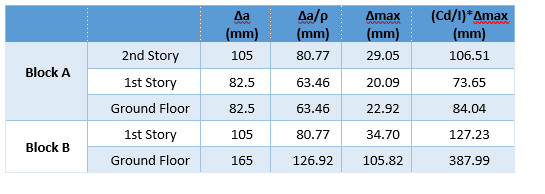 Δa (mm) Δa/ρ (mm) Δmax (mm) (Cd/I)*Δmax (mm)
Block A
2nd Story 105 80.77 29.05 106.51
1st Story 82.5 63.46 20.09 73.65
Ground Floor 82.5 63.46 22.92 84.04
Block B
1st Story 105 80.77 34.70 127.23
Ground Floor 165 126.92 105.82 387.99